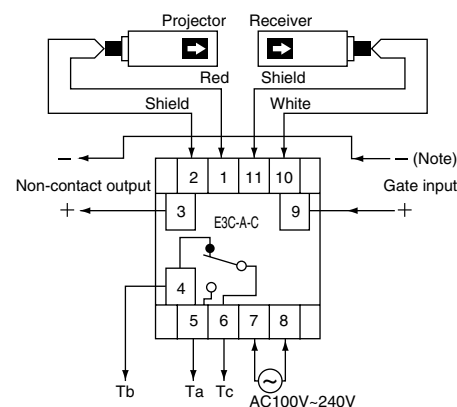 Projector Receiver
Red Shield
Shield White
− − (Note)
2 1 11 10
Non-contact output Gate input
+ 3 9 +
E3C-A-C
4
5 6 7 8
Tb Ta Tc
AC100V~240V